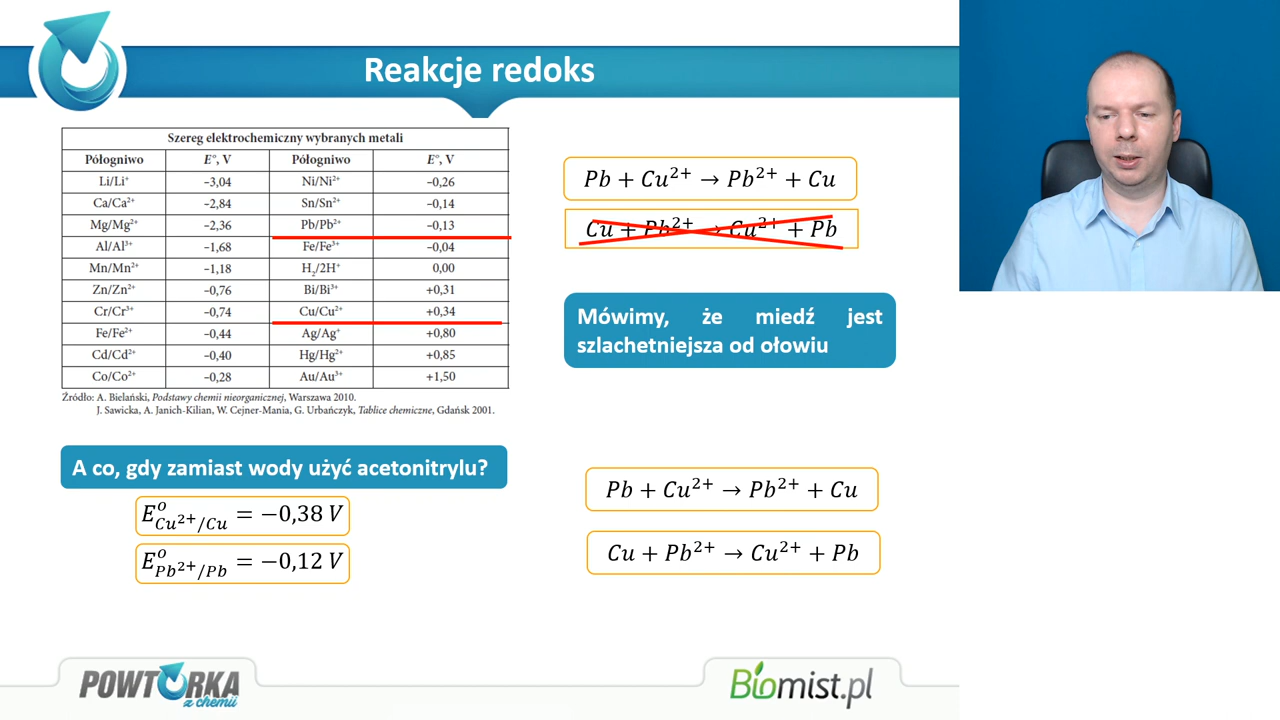 Reakcje redoks
Szereg elektrochemiczny wybranych metali
Półogniwo E°, V Półogniwo E°, V
Li/Li⁺ –3,04 Ni/Ni²⁺ –0,26
Ca/Ca²⁺ –2,84 Sn/Sn²⁺ –0,14
Mg/Mg²⁺ –2,36 Pb/Pb²⁺ –0,13
Al/Al³⁺ –1,68 Fe/Fe³⁺ –0,04
Mn/Mn²⁺ –1,18 H₂/2H⁺ 0,00
Zn/Zn²⁺ –0,76 Bi/Bi³⁺ +0,31
Cr/Cr³⁺ –0,74 Cu/Cu²⁺ +0,34
Fe/Fe²⁺ –0,44 Ag/Ag⁺ +0,80
Cd/Cd²⁺ –0,40 Hg/Hg²⁺ +0,85
Co/Co²⁺ –0,28 Au/Au³⁺ +1,50
Źródło: A. Bielański, Podstawy chemii nieorganicznej, Warszawa 2010.
J. Sawicka, A. Janich-Kilian, W. Cejner-Mania, G. Urbańczyk, Tablice chemiczne, Gdańsk 2001.
Pb + Cu²⁺ → Pb²⁺ + Cu
Cu + Pb²⁺ → Cu²⁺ + Pb
Mówimy, że miedź jest
szlachetniejsza od ołowiu
A co, gdy zamiast wody użyć acetonitrylu?
E°Cu²⁺/Cu = −0,38 V
E°Pb²⁺/Pb = −0,12 V
Pb + Cu²⁺ → Pb²⁺ + Cu
Cu + Pb²⁺ → Cu²⁺ + Pb
POWTÓRKA
z chemii
Biomist.pl